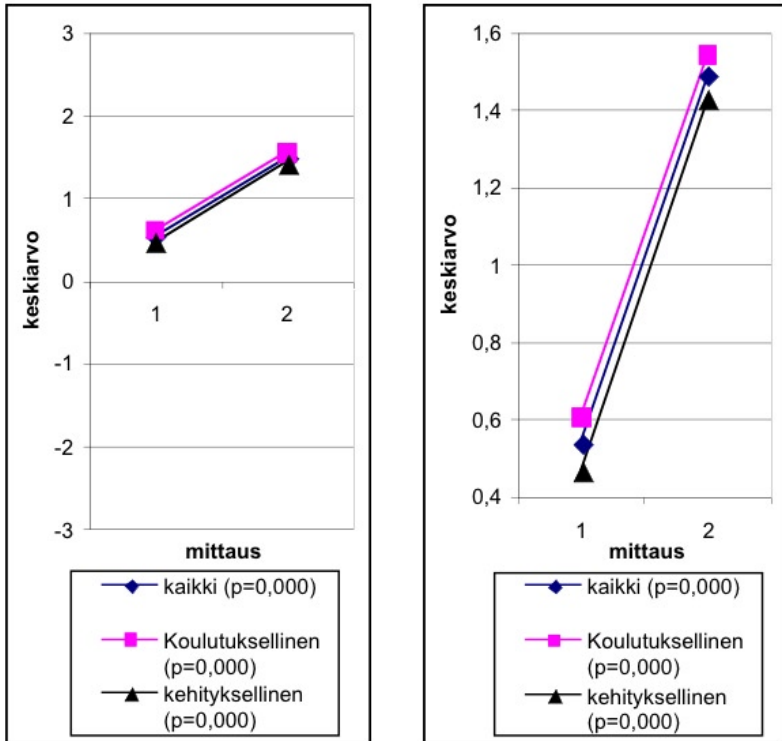 3
2
1
0
-1
-2
-3
keskiarvo
1 2
mittaus
kaikki (p=0,000)
Koulutuksellinen
(p=0,000)
kehityksellinen
(p=0,000)
1,6
1,4
1,2
1
0,8
0,6
0,4
keskiarvo
1 2
mittaus
kaikki (p=0,000)
Koulutuksellinen
(p=0,000)
kehityksellinen
(p=0,000)